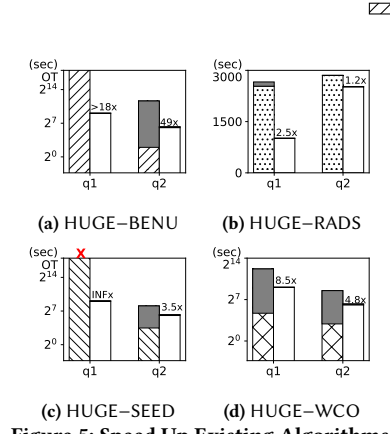 (sec)
OT
2^14
2^7
2^0
>18x
49x
q1
q2
(a) HUGE−BENU
(sec)
3000
1500
0
2.5x
1.2x
q1
q2
(b) HUGE−RADS
(sec)
OT
2^14
2^7
2^0
X
INFx
3.5x
q1
q2
(c) HUGE−SEED
(sec)
2^14
2^7
2^0
8.5x
4.8x
q1
q2
(d) HUGE−WCO
Figure 5: Speed Up Existing Algorithms